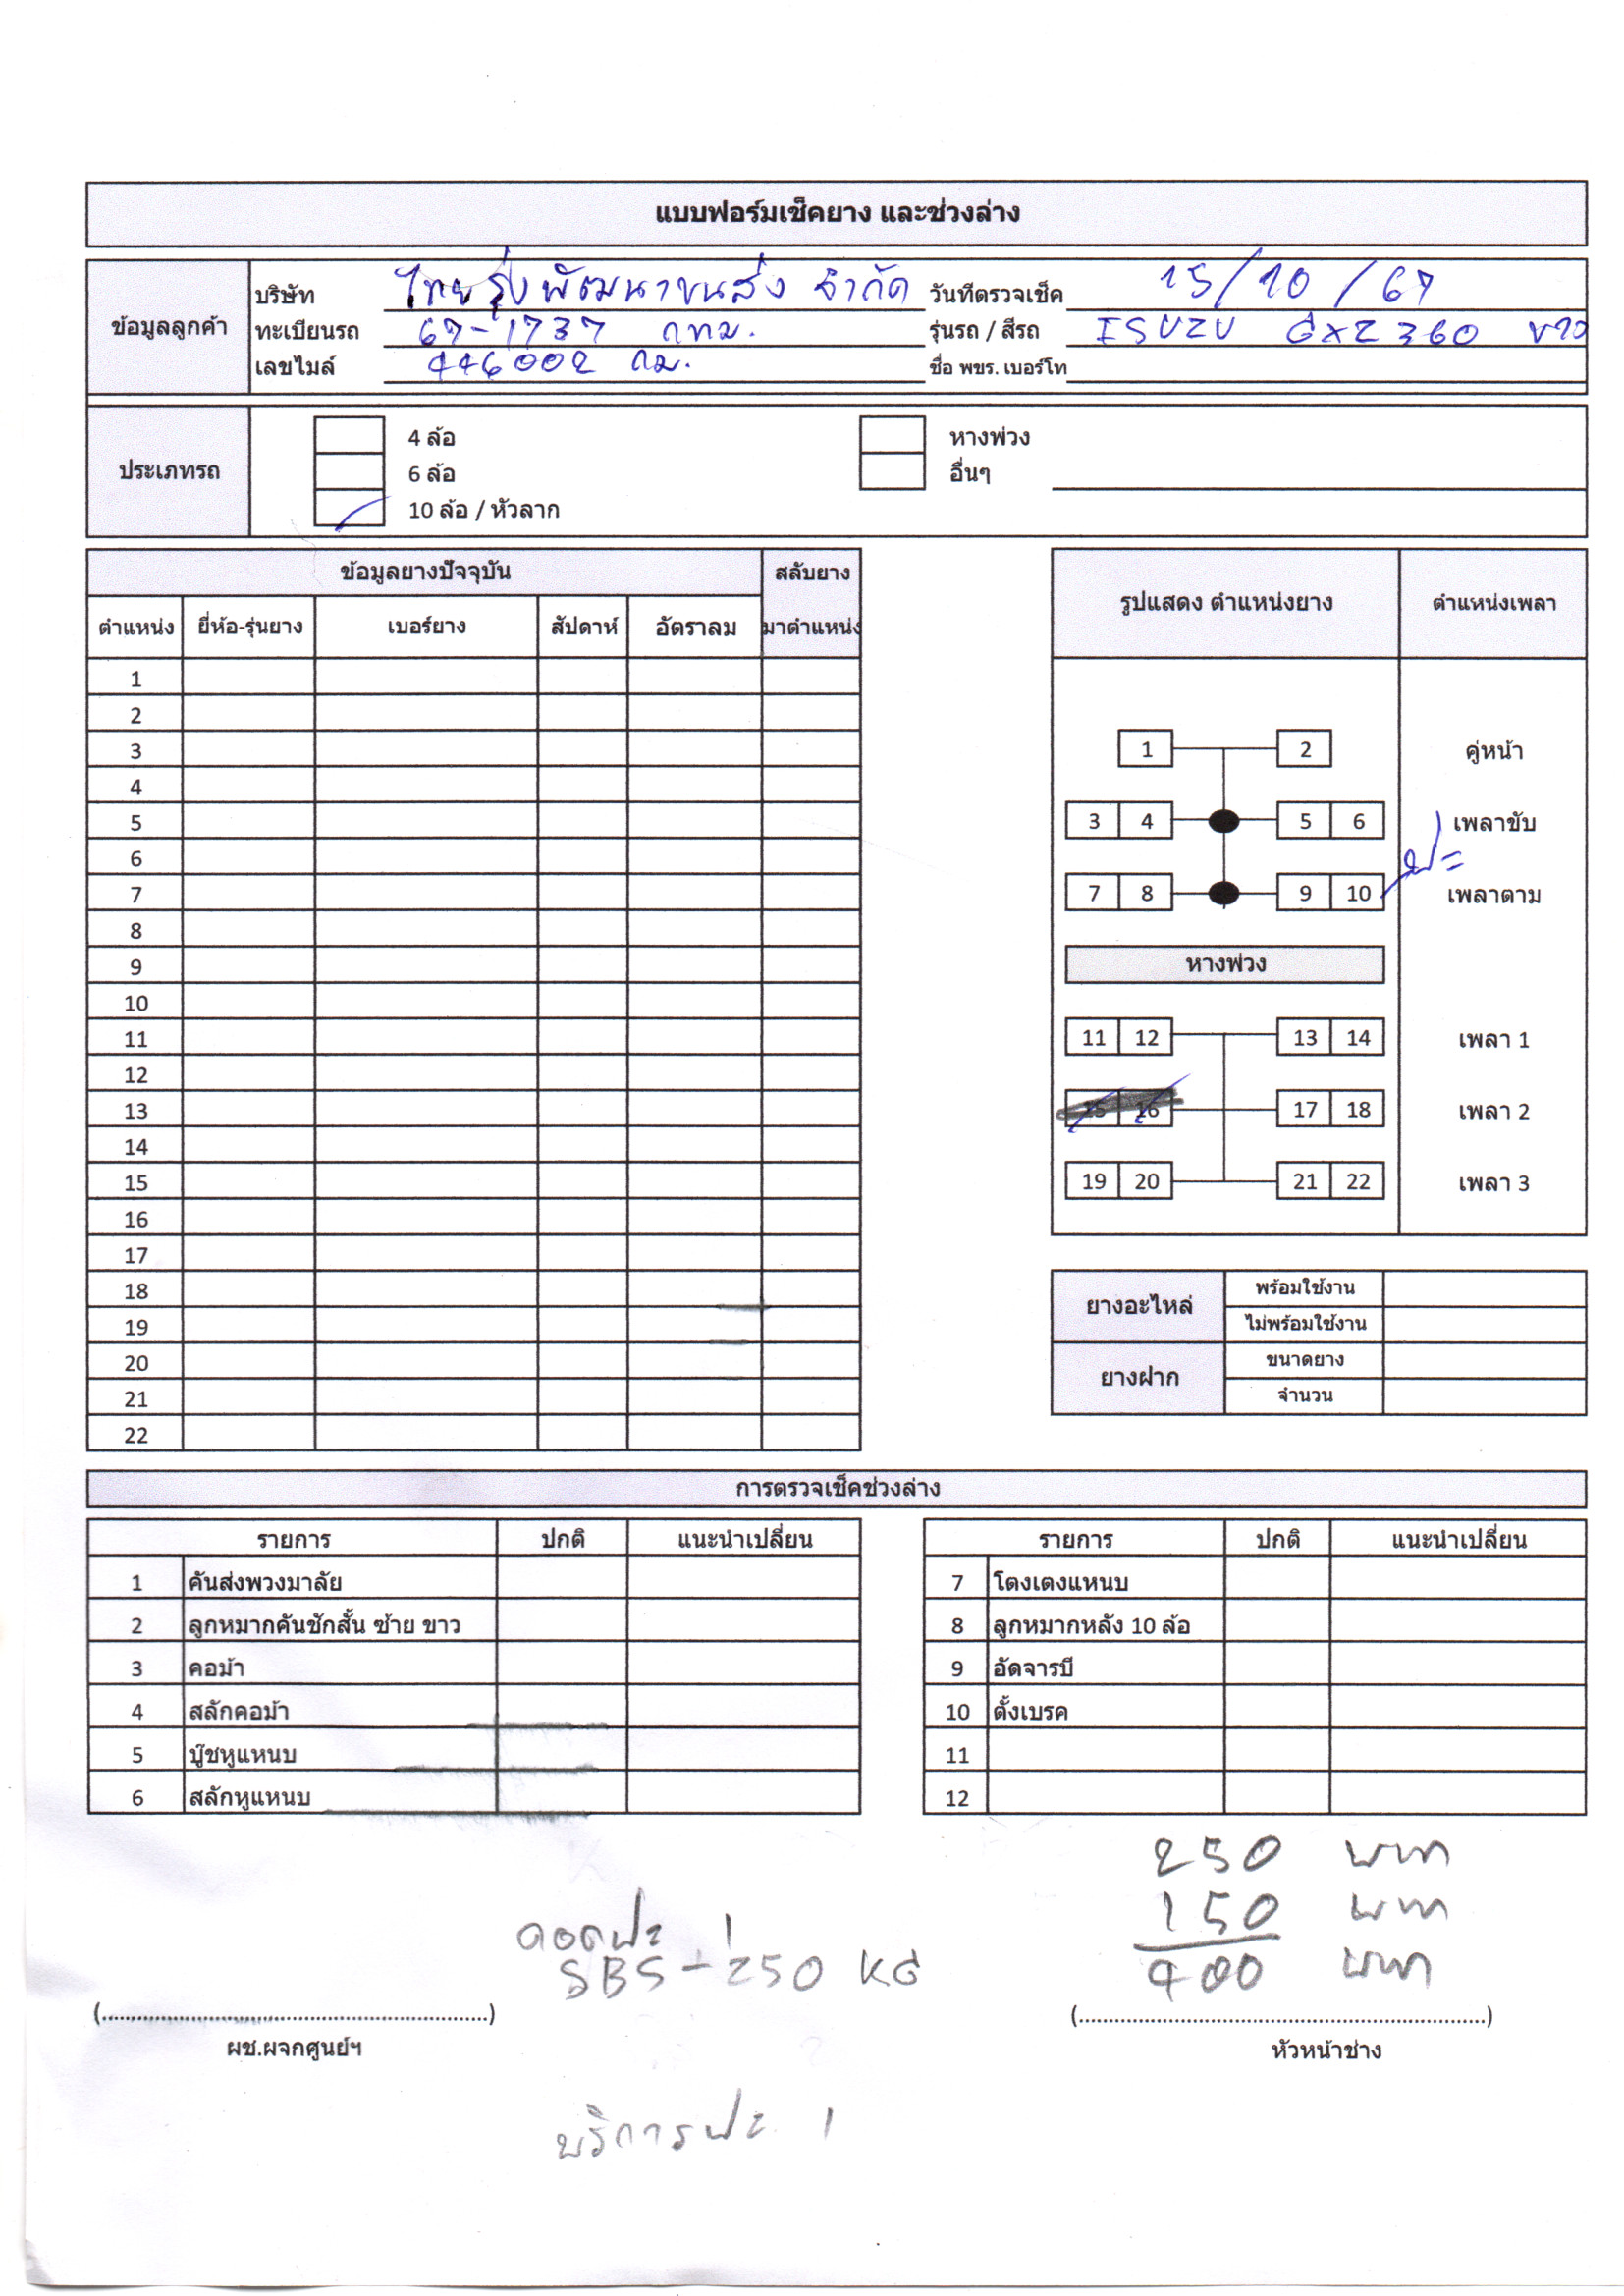 แบบฟอร์มเช็คยาง และช่วงล่าง
ข้อมูลลูกค้า
บริษัท ไทยรุ่งพัฒนาขนส่ง จำกัด วันทีตรวจเช็ค 15/10/67
ทะเบียนรถ 67-1737 กทม. รุ่นรถ / สีรถ ISUZU GXZ 360 ขาว
เลขไมล์ 446002 กม. ชื่อ พขร. เบอร์โท
ประเภทรถ
4 ล้อ หางพ่วง
6 ล้อ อื่นๆ
10 ล้อ / หัวลาก
ข้อมูลยางปัจจุบัน สลับยาง
ตำแหน่ง ยี่ห้อ-รุ่นยาง เบอร์ยาง สัปดาห์ อัตราลม มาตำแหน่ง
1
2
3
4
5
6
7
8
9
10
11
12
13
14
15
16
17
18
19
20
21
22
รูปแสดง ตำแหน่งยาง ตำแหน่งเพลา
1 2 คู่หน้า
3 4 5 6 เพลาขับ
ปะ
7 8 9 10 เพลาตาม
หางพ่วง
11 12 13 14 เพลา 1
15 16 17 18 เพลา 2
19 20 21 22 เพลา 3
ยางอะไหล่ พร้อมใช้งาน
ไม่พร้อมใช้งาน
ยางฝาก ขนาดยาง
จำนวน
การตรวจเช็คช่วงล่าง
รายการ ปกติ แนะนำเปลี่ยน
1 คันส่งพวงมาลัย
2 ลูกหมากคันชักสั้น ซ้าย ขาว
3 คอม้า
4 สลักคอม้า
5 บู๊ชหูแหนบ
6 สลักหูแหนบ
รายการ ปกติ แนะนำเปลี่ยน
7 โตงเตงแหนบ
8 ลูกหมากหลัง 10 ล้อ
9 อัดจารบี
10 ตั้งเบรค
11
12
250 บาท
150 บาท
400 บาท
ถอดปะ 1
SBS - 250 KG
(..........) (..........)
ผช.ผจกศูนย์ฯ หัวหน้าช่าง
บริการปะ 1